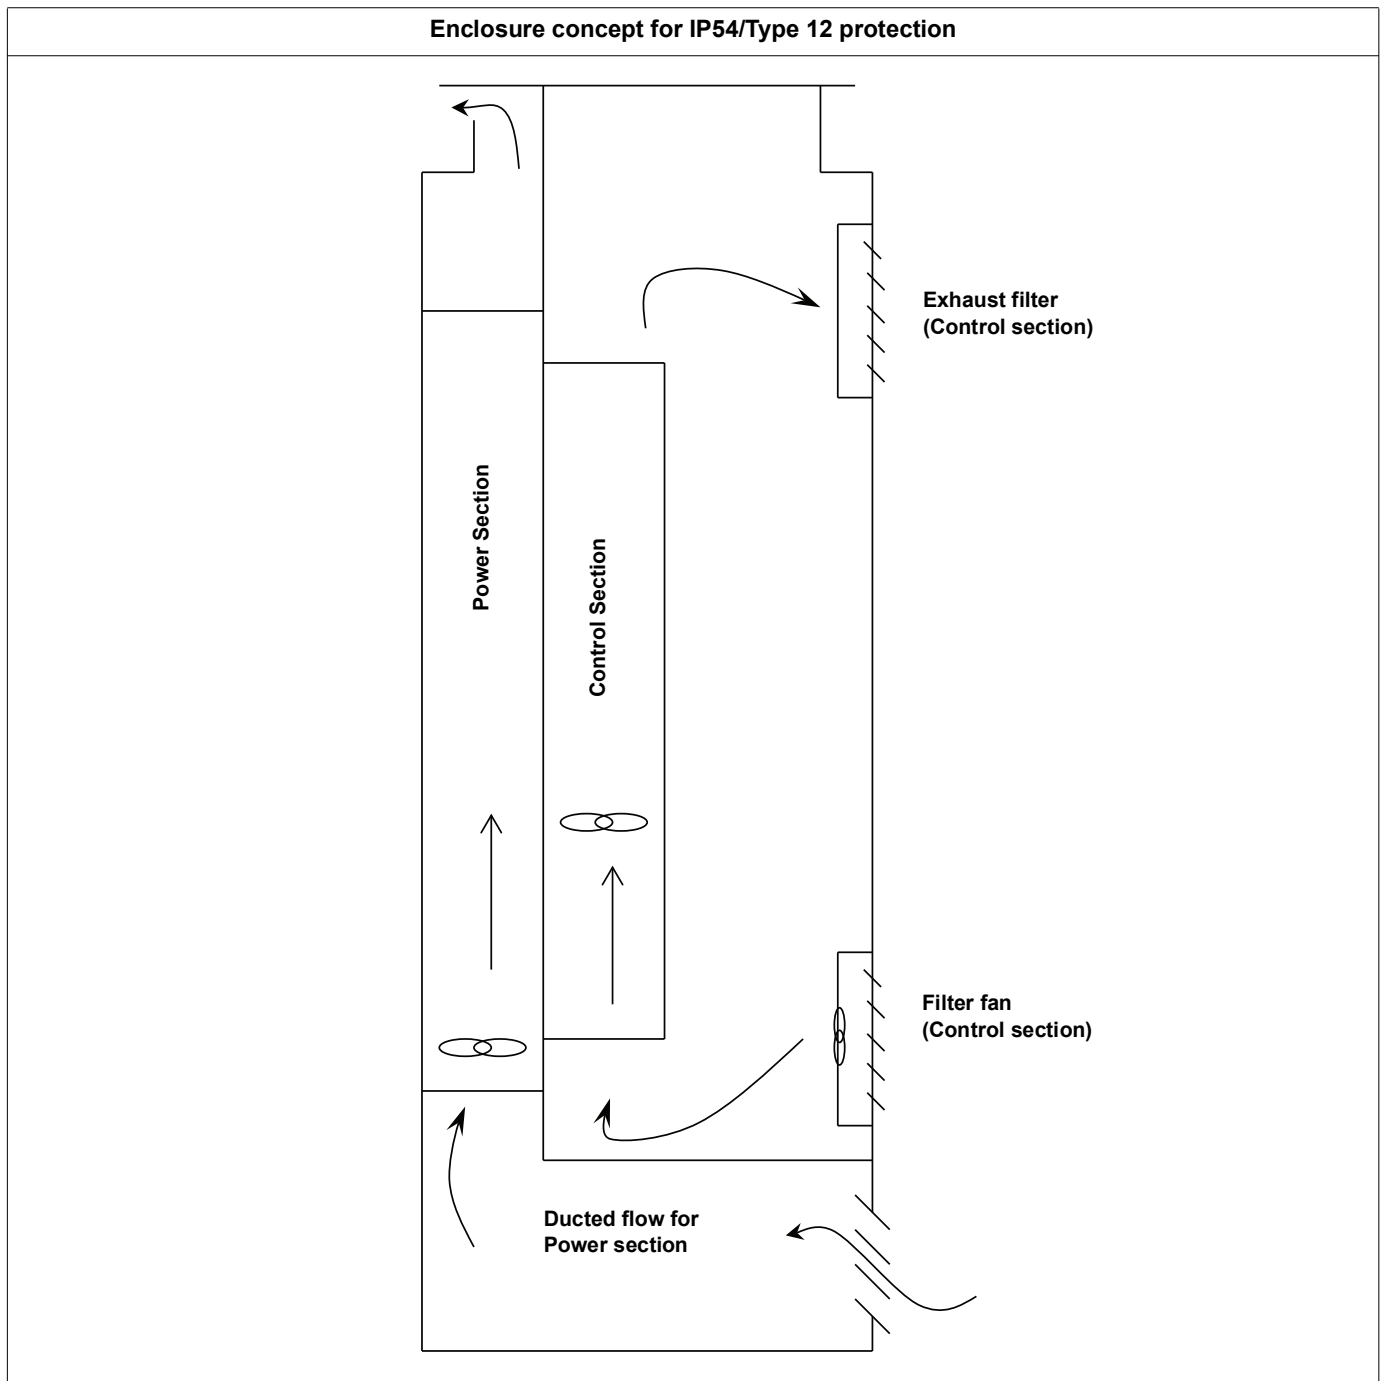 Enclosure concept for IP54/Type 12 protection
Exhaust filter
(Control section)
Power Section
Control Section
Filter fan
(Control section)
Ducted flow for
Power section